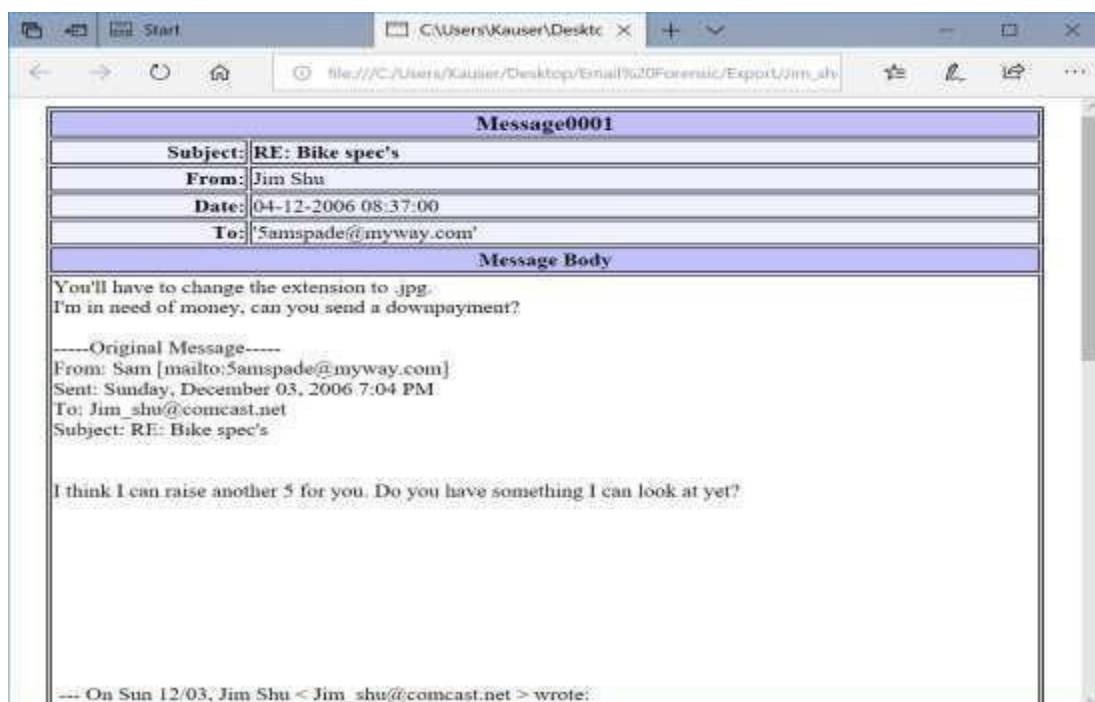 Start
C:\Users\Kauser\Desktc
file:///C:/Users/Kauser/Desktop/Email%20Forensic/Export/Jim_sh
Message0001
Subject: RE: Bike spec's
From: Jim Shu
Date: 04-12-2006 08:37:00
To: '5amspade@myway.com'
Message Body
You'll have to change the extension to .jpg.
I'm in need of money, can you send a downpayment?
-----Original Message-----
From: Sam [mailto:5amspade@myway.com]
Sent: Sunday, December 03, 2006 7:04 PM
To: Jim_shu@comcast.net
Subject: RE: Bike spec's
I think I can raise another 5 for you. Do you have something I can look at yet?
--- On Sun 12/03, Jim Shu < Jim_shu@comcast.net > wrote: